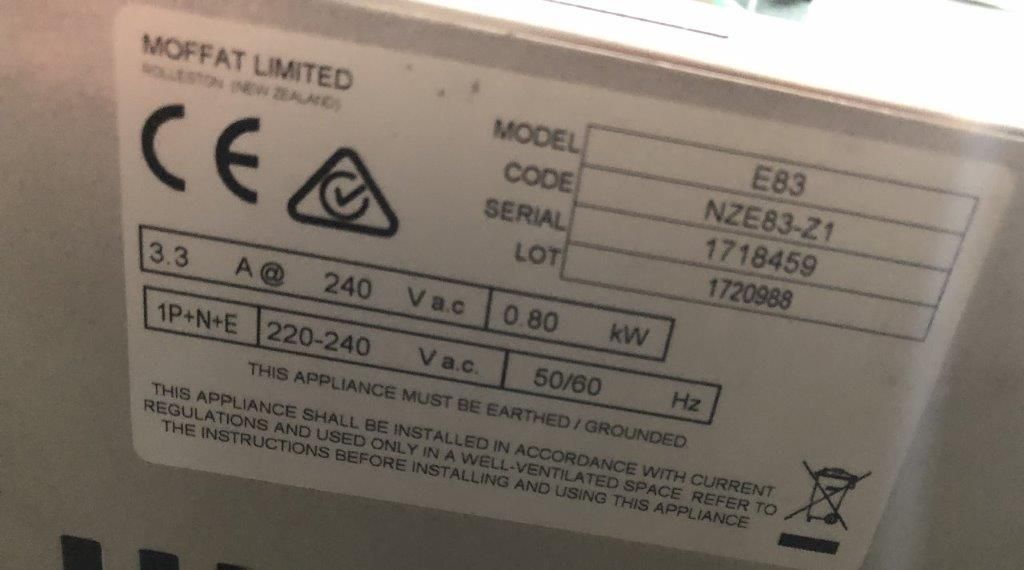 MOFFAT LIMITED
ROLLESTON (NEW ZEALAND)
CE
MODEL E83
CODE NZE83-Z1
SERIAL 1718459
LOT 1720988
3.3 A@ 240 V a.c 0.80 kW
1P+N+E 220-240 V a.c. 50/60 Hz
THIS APPLIANCE MUST BE EARTHED / GROUNDED.
THIS APPLIANCE SHALL BE INSTALLED IN ACCORDANCE WITH CURRENT
REGULATIONS AND USED ONLY IN A WELL-VENTILATED SPACE. REFER TO
THE INSTRUCTIONS BEFORE INSTALLING AND USING THIS APPLIANCE